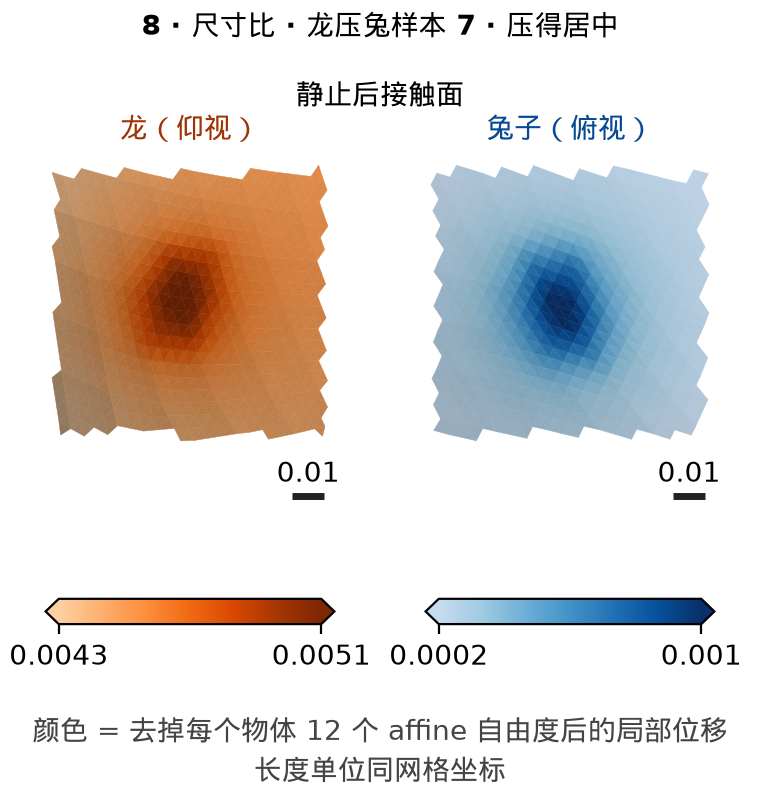 8 · 尺寸比 · 龙压兔样本 7 · 压得居中
静止后接触面
龙（仰视） 兔子（俯视）
0.01 0.01
0.0043 0.0051 0.0002 0.001
颜色 = 去掉每个物体 12 个 affine 自由度后的局部位移
长度单位同网格坐标